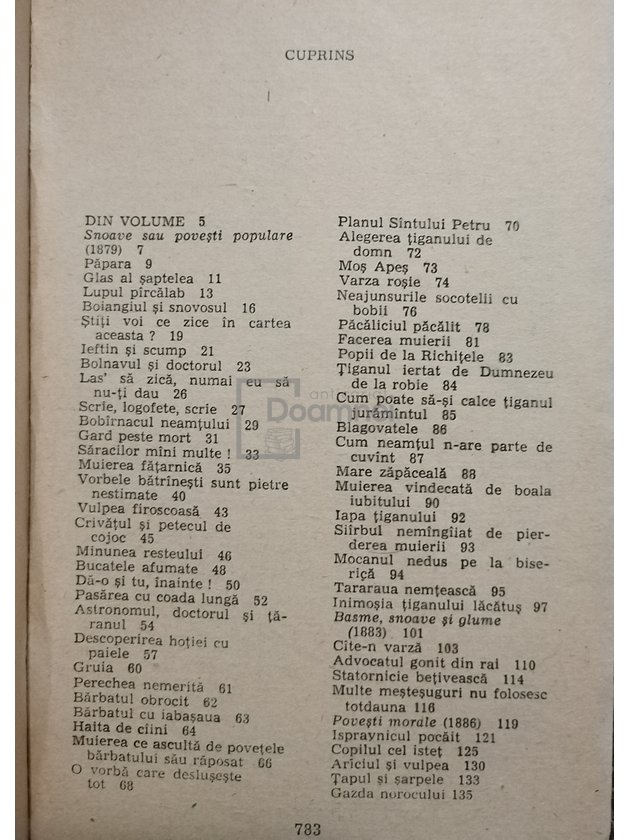 CUPRINS
DIN VOLUME 5
Snoave sau povești populare
(1879) 7
Păpara 9
Glas al șaptelea 11
Lupul pîrcălab 13
Boiangiul și snovosul 16
Știți voi ce zice în cartea
aceasta ? 19
Ieftin și scump 21
Bolnavul și doctorul 23
Las' să zică, numai eu să
nu-ți dau 26
Scrie, logofete, scrie 27
Bobîrnacul neamțului 29
Gard peste mort 31
Săracilor mîni multe ! 33
Muierea fățarnică 35
Vorbele bătrînești sunt pietre
nestimate 40
Vulpea firoscoasă 43
Crivățul și petecul de
cojoc 45
Minunea resteului 46
Bucatele afumate 48
Dă-o și tu, înainte ! 50
Pasărea cu coada lungă 52
Astronomul, doctorul și ță-
ranul 54
Descoperirea hoției cu
paiele 57
Gruia 60
Perechea nemerită 61
Bărbatul obrocit 62
Bărbatul cu iabașaua 63
Haita de cîini 64
Muierea ce ascultă de povețele
bărbatului său răposat 66
O vorbă care deslușește
tot 68
Planul Sîntului Petru 70
Alegerea țiganului de
domn 72
Moș Apeș 73
Varza roșie 74
Neajunsurile socotelii cu
bobii 76
Păcăliciul păcălit 78
Facerea muierii 81
Popii de la Richițele 83
Țiganul iertat de Dumnezeu
de la robie 84
Cum poate să-și calce țiganul
jurămîntul 85
Blagovatele 86
Cum neamțul n-are parte de
cuvînt 87
Mare zăpăceală 88
Muierea vindecată de boala
iubitului 90
Iapa țiganului 92
Sîrbul nemîngîiat de pier-
derea muierii 93
Mocanul nedus pe la bise-
rică 94
Tararaua nemțească 95
Inimoșia țiganului lăcătuș 97
Basme, snoave și glume
(1883) 101
Cîte-n varză 103
Advocatul gonit din rai 110
Statornicie bețivească 114
Multe meșteșuguri nu folosesc
totdauna 116
Povești morale (1886) 119
Ispravnicul pocăit 121
Copilul cel isteț 125
Ariciul și vulpea 130
Țapul și șarpele 133
Gazda norocului 135
783